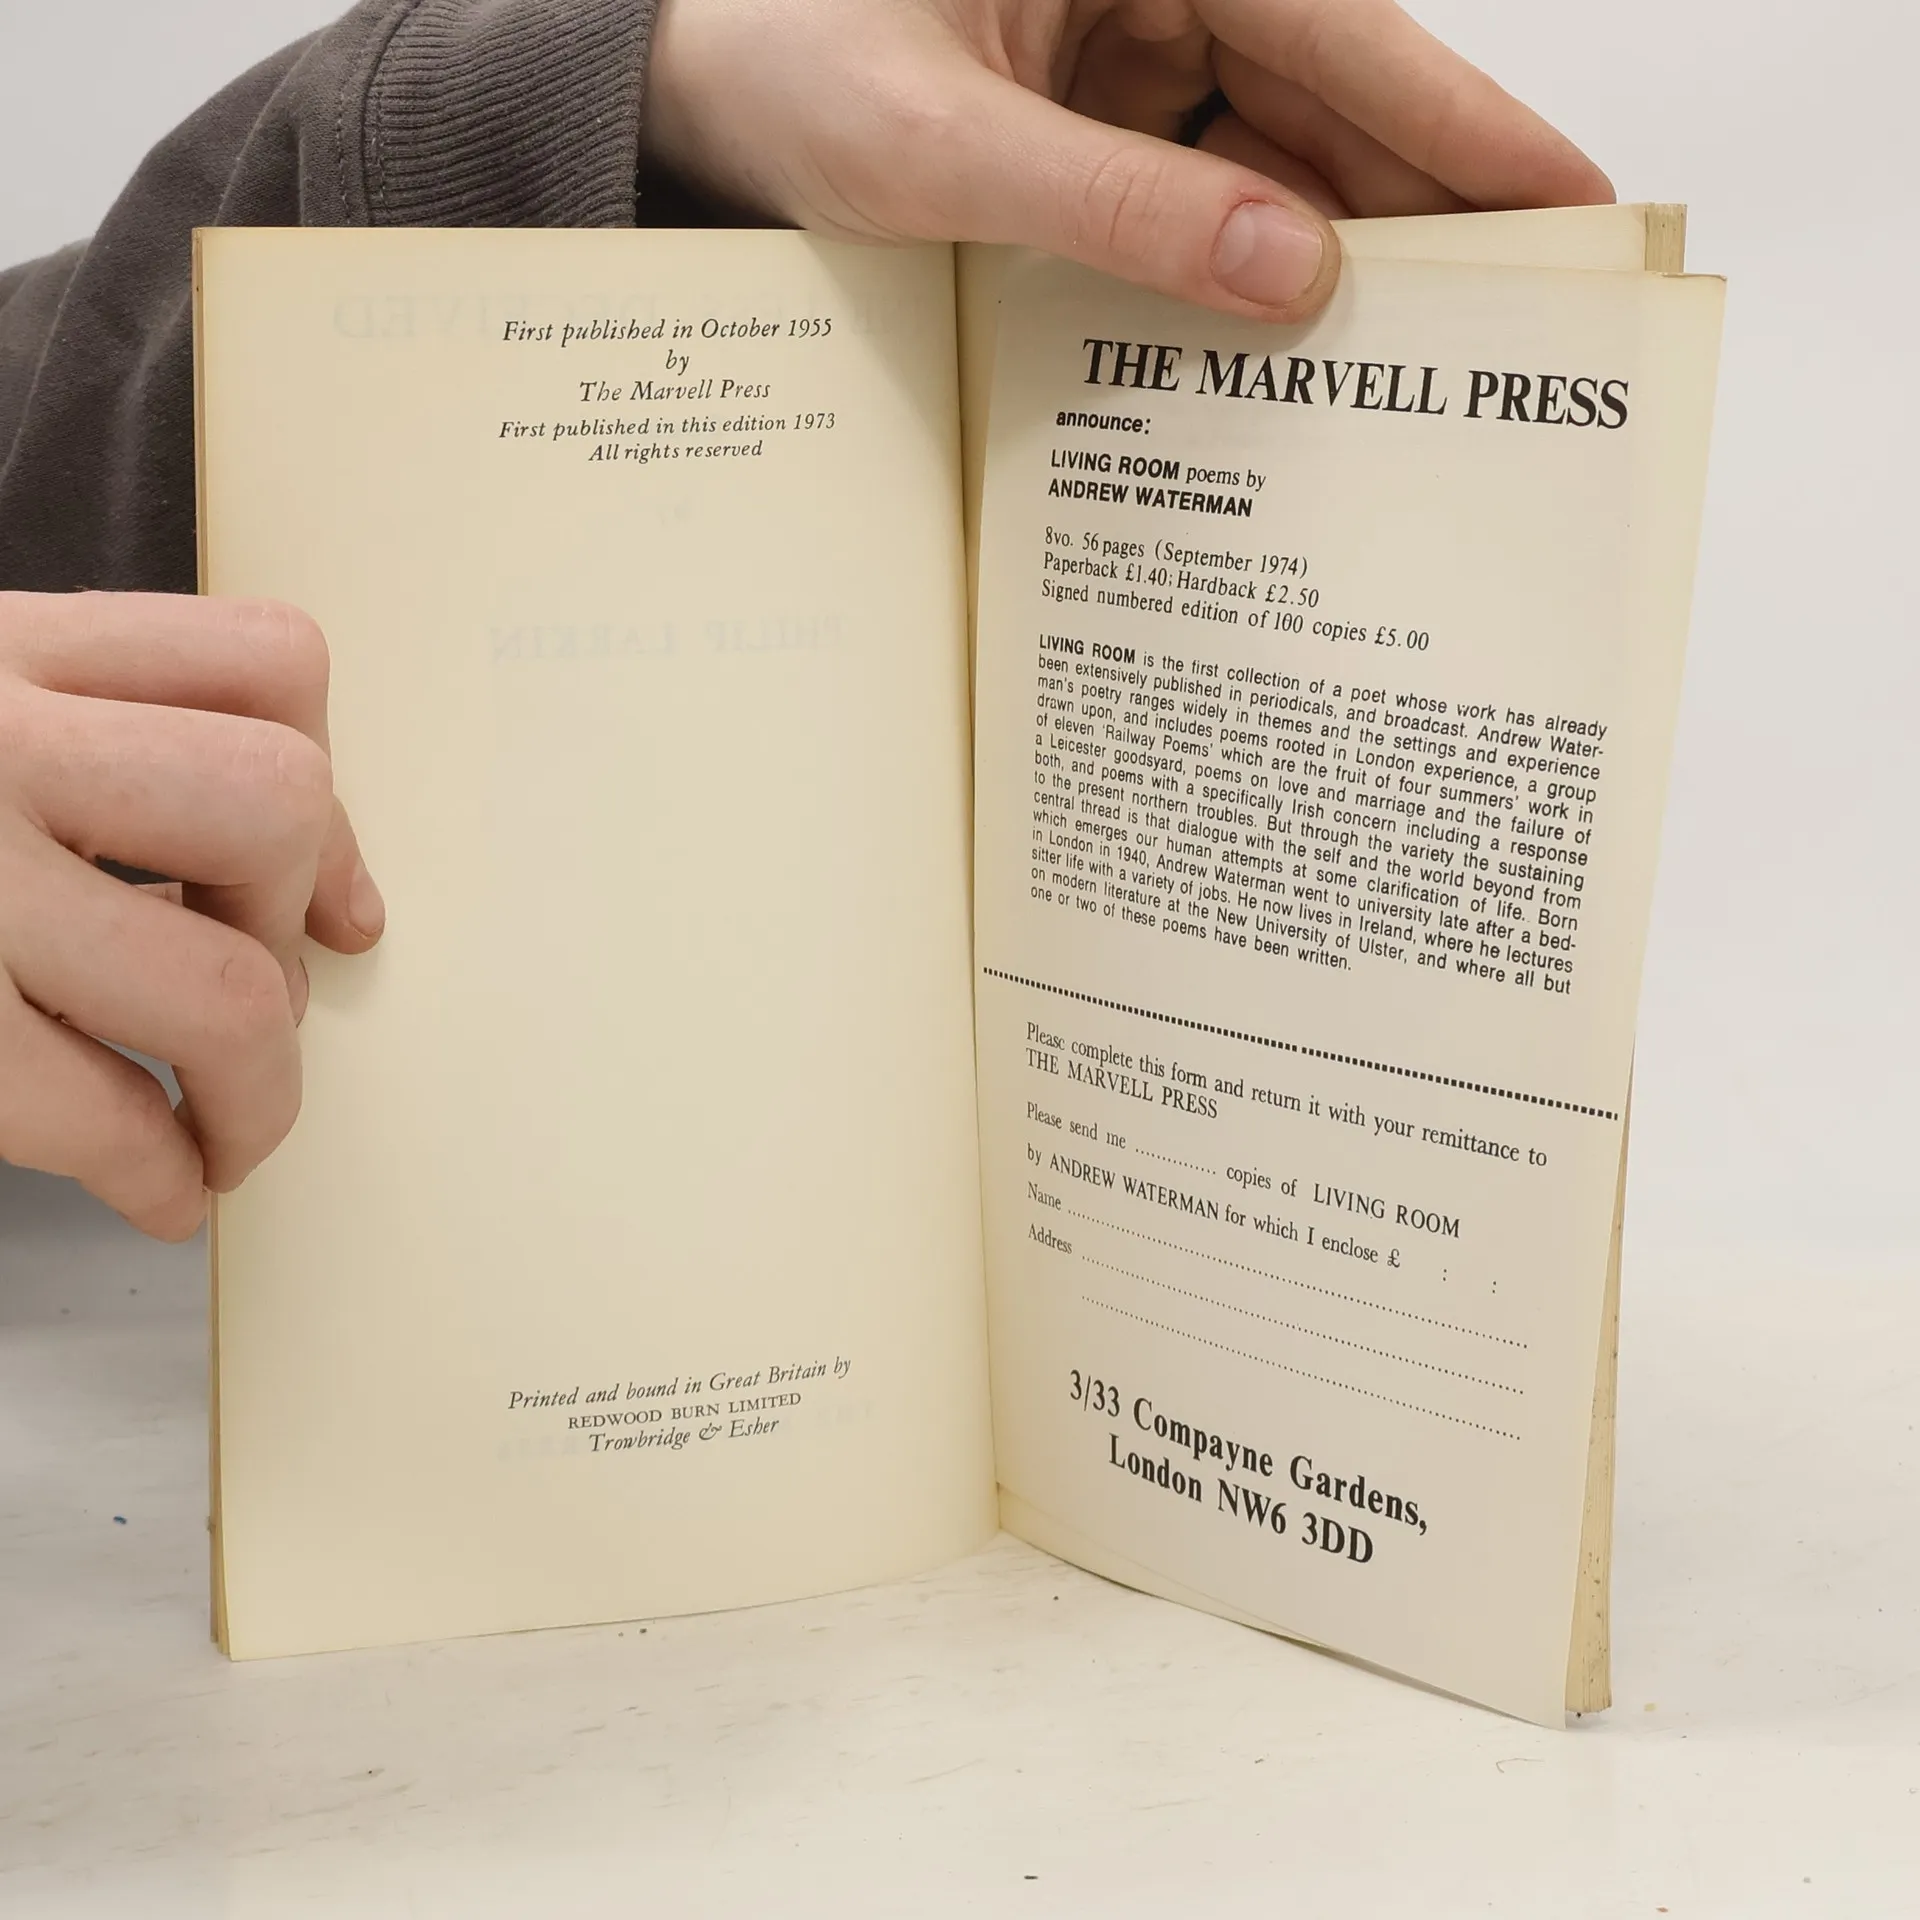 First published in October 1955
by
The Marvell Press
First published in this edition 1973
All rights reserved
PHILIP LARKIN
Printed and bound in Great Britain by
REDWOOD BURN LIMITED
Trowbridge & Esher
THE MARVELL PRESS
announce:
LIVING ROOM poems by
ANDREW WATERMAN
8vo. 56 pages (September 1974)
Paperback £1.40; Hardback £2.50
Signed numbered edition of 100 copies £5.00
LIVING ROOM is the first collection of a poet whose work has already
been extensively published in periodicals, and broadcast. Andrew Water-
man's poetry ranges widely in themes and the settings and experience
drawn upon, and includes poems rooted in London experience, a group
of eleven 'Railway Poems' which are the fruit of four summers' work in
a Leicester goodsyard, poems on love and marriage and the failure of
both, and poems with a specifically Irish concern including a response
to the present northern troubles. But through the variety the sustaining
central thread is that dialogue with the self and the world beyond from
which emerges our human attempts at some clarification of life. Born
in London in 1940, Andrew Waterman went to university late after a bed-
sitter life with a variety of jobs. He now lives in Ireland, where he lectures
on modern literature at the New University of Ulster, and where all but
one or two of these poems have been written.
Please complete this form and return it with your remittance to
THE MARVELL PRESS
Please send me ............... copies of LIVING ROOM
by ANDREW WATERMAN for which I enclose £ : :
Name ...............
Address ...............
3/33 Compayne Gardens,
London NW6 3DD